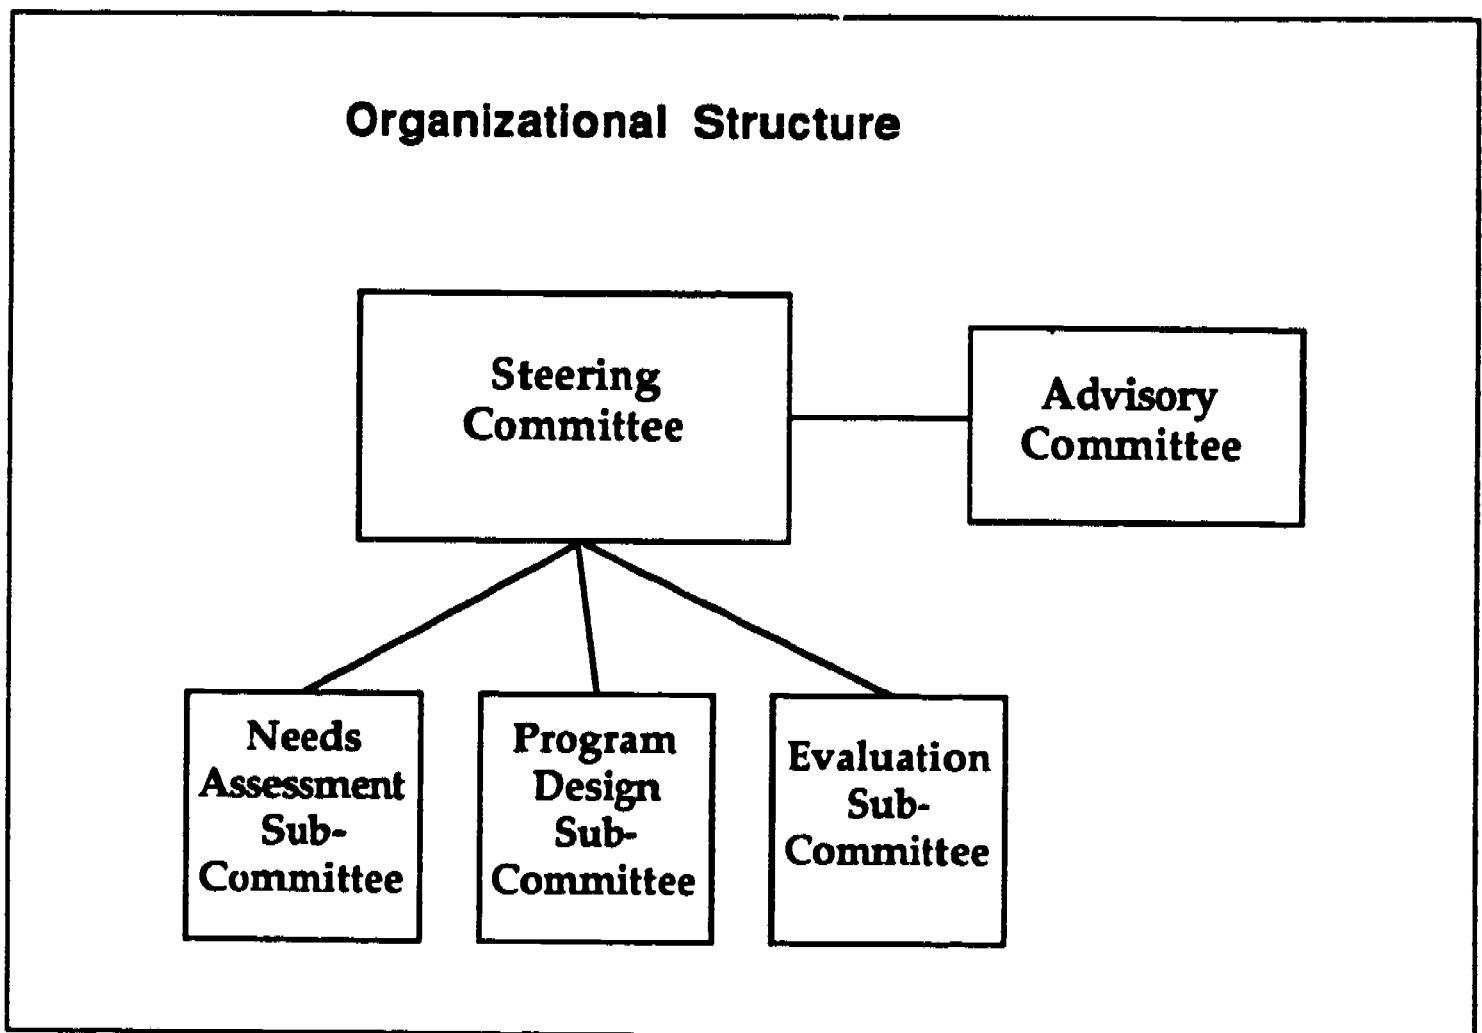 Organizational Structure
Steering
Committee
Advisory
Committee
Needs
Assessment
Sub-
Committee
Program
Design
Sub-
Committee
Evaluation
Sub-
Committee